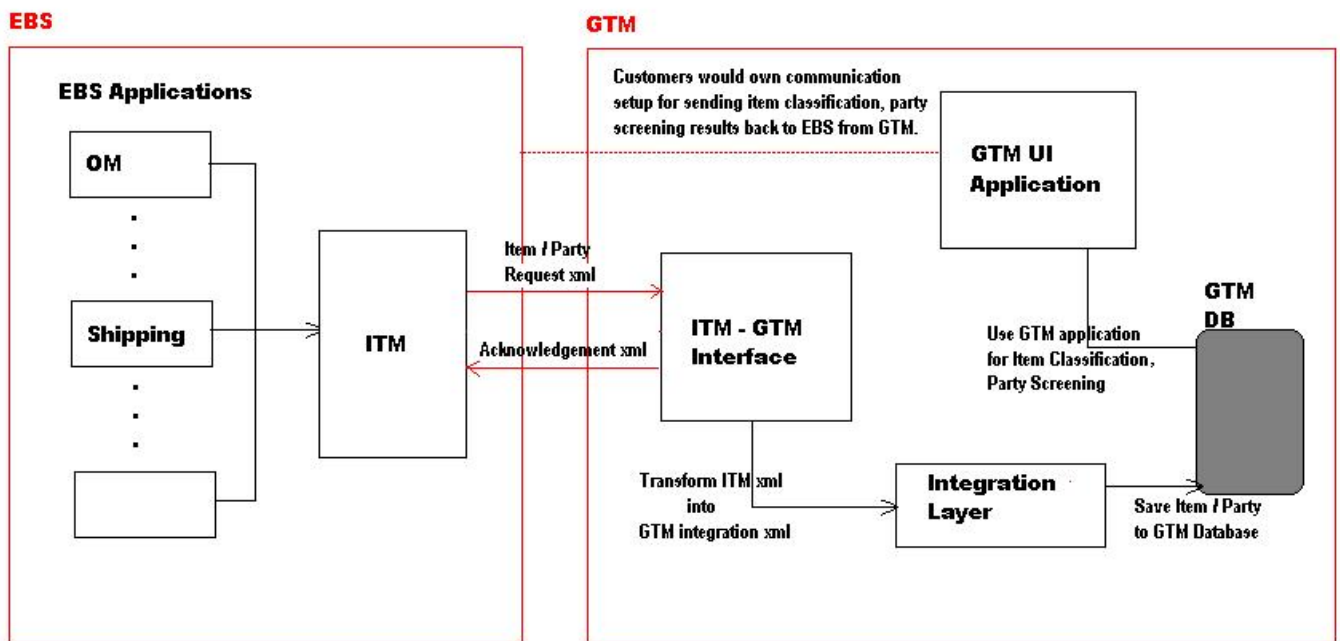 EBS
GTM
EBS Applications
OM
Shipping
ITM
Item / Party
Request xml
Acknowledgement xml
Customers would own communication
setup for sending item classification, party
screening results back to EBS from GTM.
GTM UI
Application
ITM - GTM
Interface
Use GTM application
for Item Classification,
Party Screening
GTM
DB
Transform ITM xml
into
GTM integration xml
Integration
Layer
Save Item / Party
to GTM Database